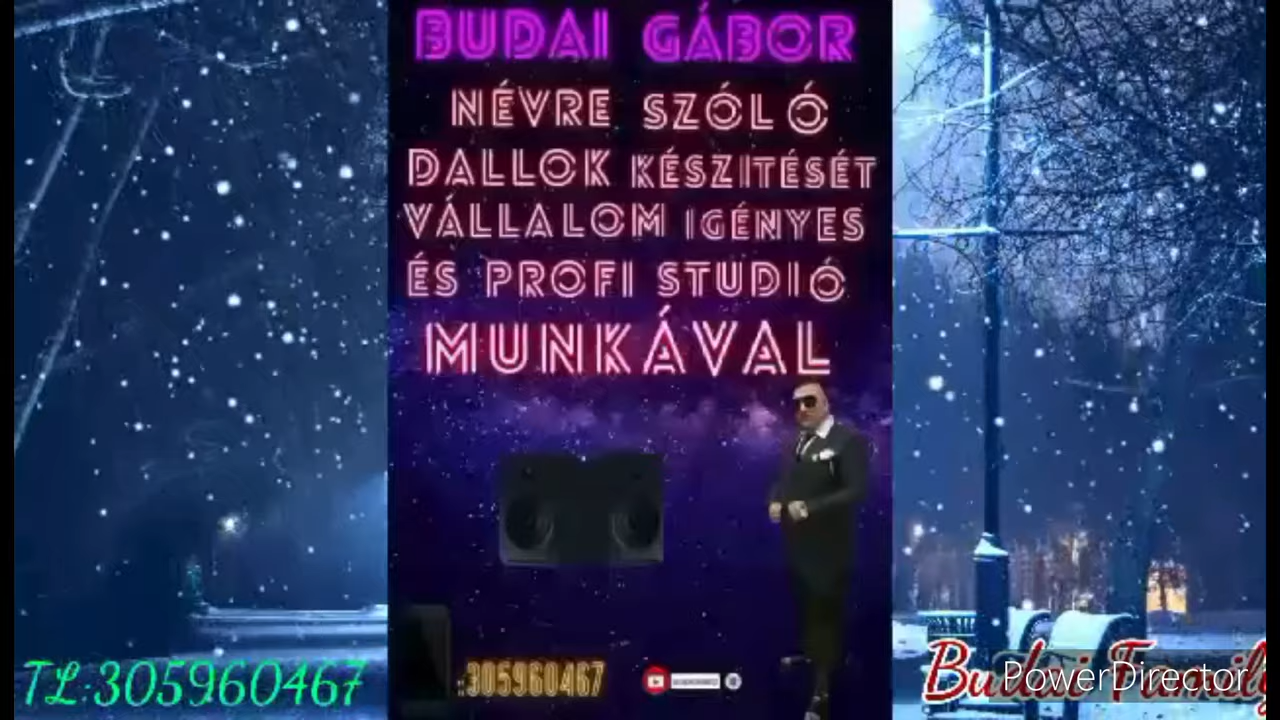 BUDAI GÁBOR
NÉVRE SZÓLÓ
DALLOK KÉSZITÉSÉT
VÁLLALOM IGÉNYES
ÉS PROFI STUDIÓ
MUNKÁVAL
TL:305960467
:305960467
Budai Family
PowerDirector